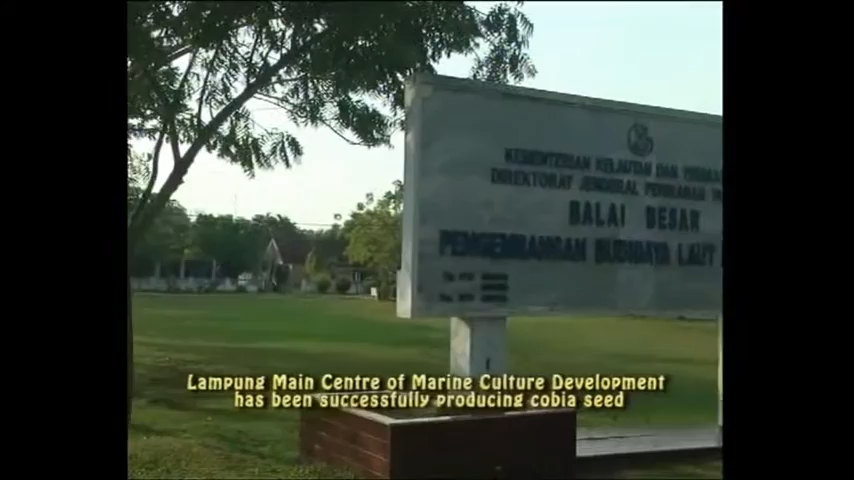 KEMENTERIAN KELAUTAN DAN
DIREKTORAT JENDERAL PERIKANAN
BALAI BESAR
PENGEMBANGAN BUDIDAYA LAUT
Lampung Main Centre of Marine Culture Development
has been successfully producing cobia seed